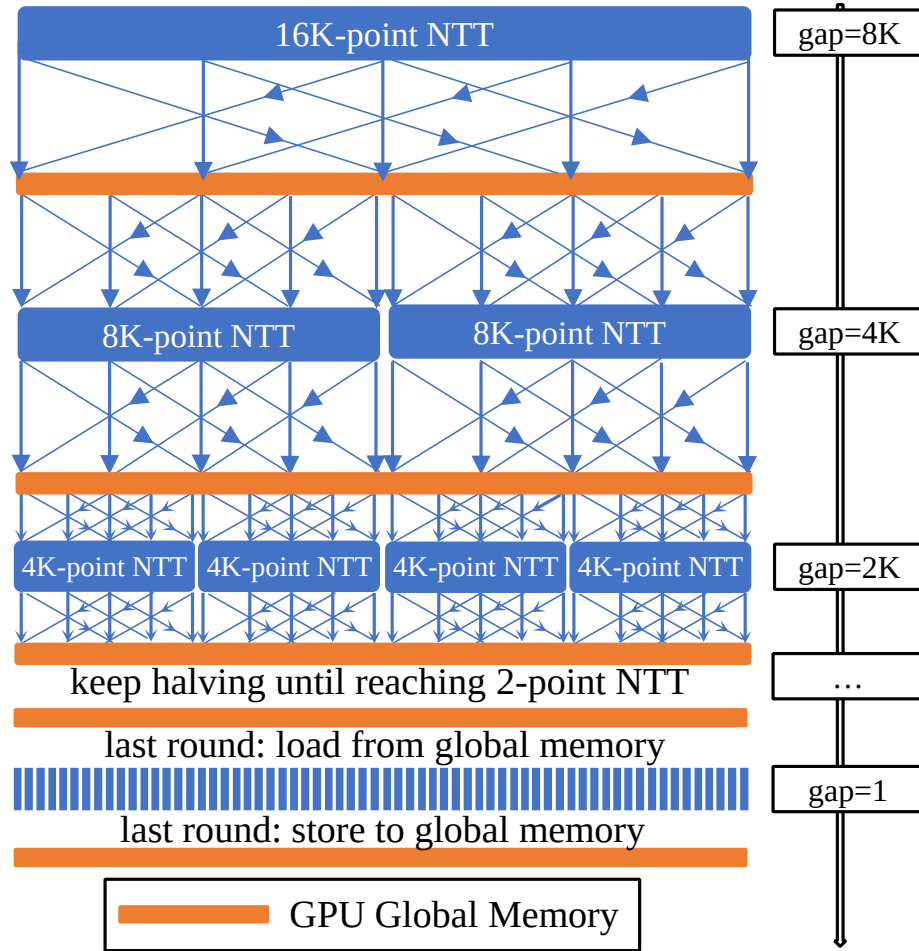 16K-point NTT
gap=8K
8K-point NTT
8K-point NTT
gap=4K
4K-point NTT
4K-point NTT
4K-point NTT
4K-point NTT
gap=2K
keep halving until reaching 2-point NTT
...
last round: load from global memory
gap=1
last round: store to global memory
GPU Global Memory